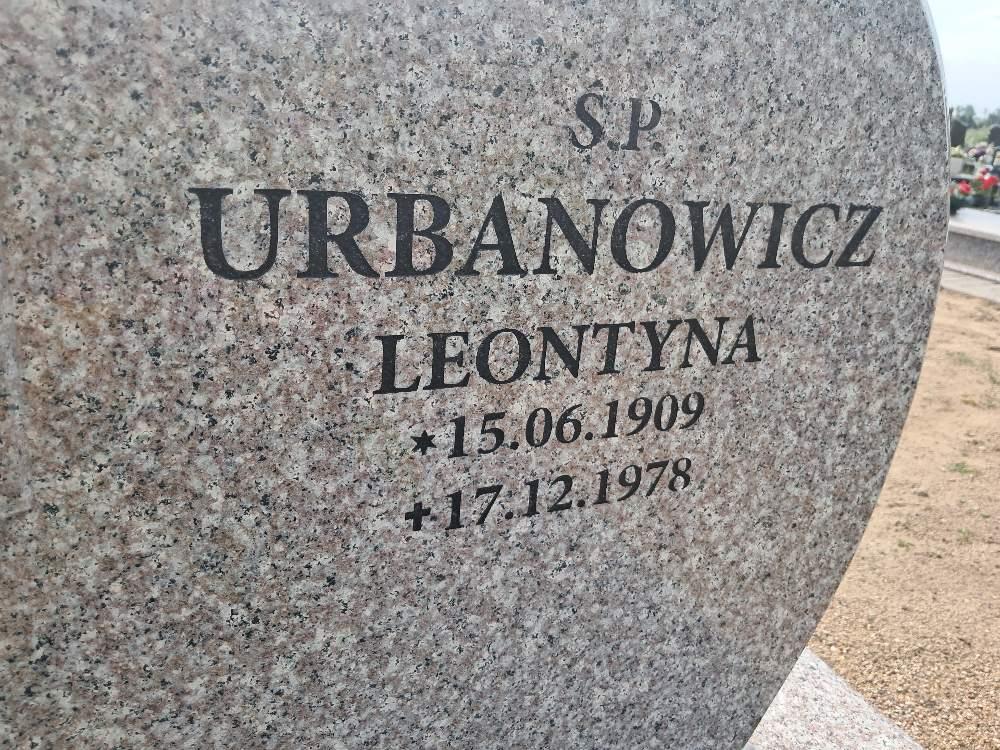 Ś.P.
URBANOWICZ
LEONTYNA
*15.06.1909
+17.12.1978